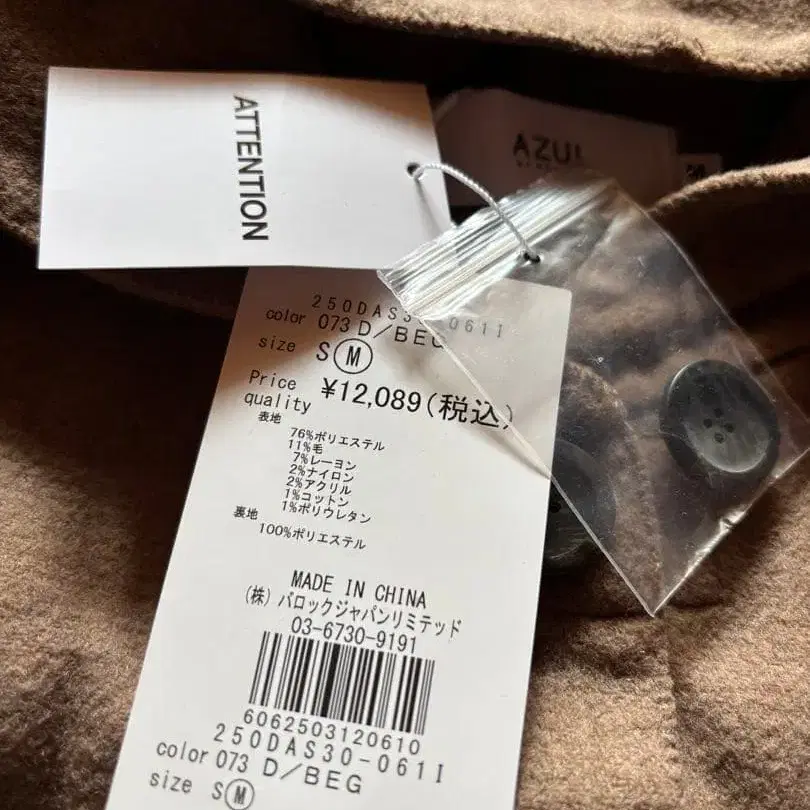 ATTENTION
AZUL
250DAS30-061I
color 073 D/BEG
size S M
Price ¥12,089(税込)
quality
表地
76%ポリエステル
11%毛
7%レーヨン
2%ナイロン
2%アクリル
1%コットン
1%ポリウレタン
裏地
100%ポリエステル
MADE IN CHINA
(株) バロックジャパンリミテッド
03-6730-9191
6062503120610
250DAS30-061I
color 073 D/BEG
size S M